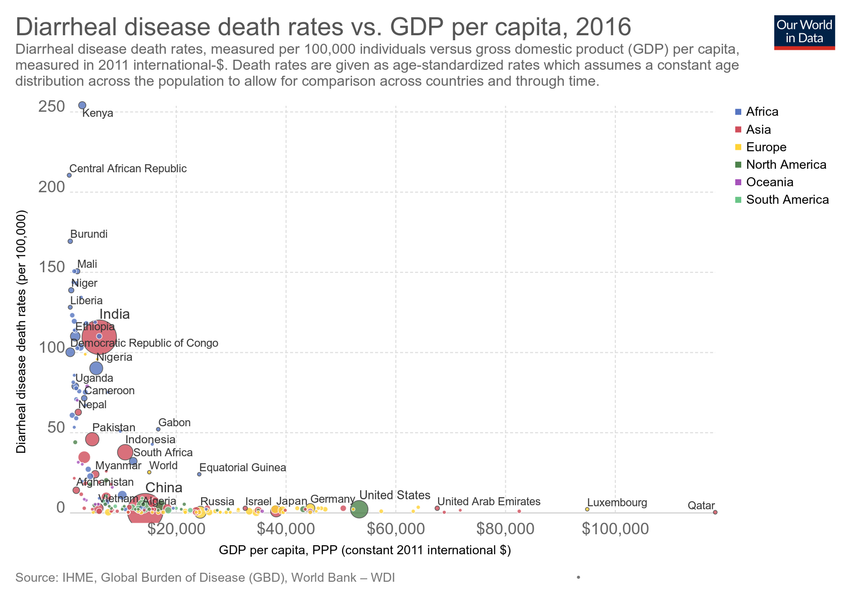 Diarrheal disease death rates vs. GDP per capita, 2016
Our World
in Data
Diarrheal disease death rates, measured per 100,000 individuals versus gross domestic product (GDP) per capita,
measured in 2011 international-$. Death rates are given as age-standardized rates which assumes a constant age
distribution across the population to allow for comparison across countries and through time.
Africa
Asia
Europe
North America
Oceania
South America
Diarrheal disease death rates (per 100,000)
250
200
150
100
50
0
Kenya
Central African Republic
Burundi
Mali
Niger
Liberia
India
Ethiopia
Democratic Republic of Congo
Nigeria
Uganda
Cameroon
Nepal
Gabon
Pakistan
Indonesia
South Africa
Myanmar
World
Equatorial Guinea
Afghanistan
China
Vietnam
Algeria
Russia
Israel
Japan
Germany
United States
United Arab Emirates
Luxembourg
Qatar
$20,000
$40,000
$60,000
$80,000
$100,000
GDP per capita, PPP (constant 2011 international $)
Source: IHME, Global Burden of Disease (GBD), World Bank – WDI